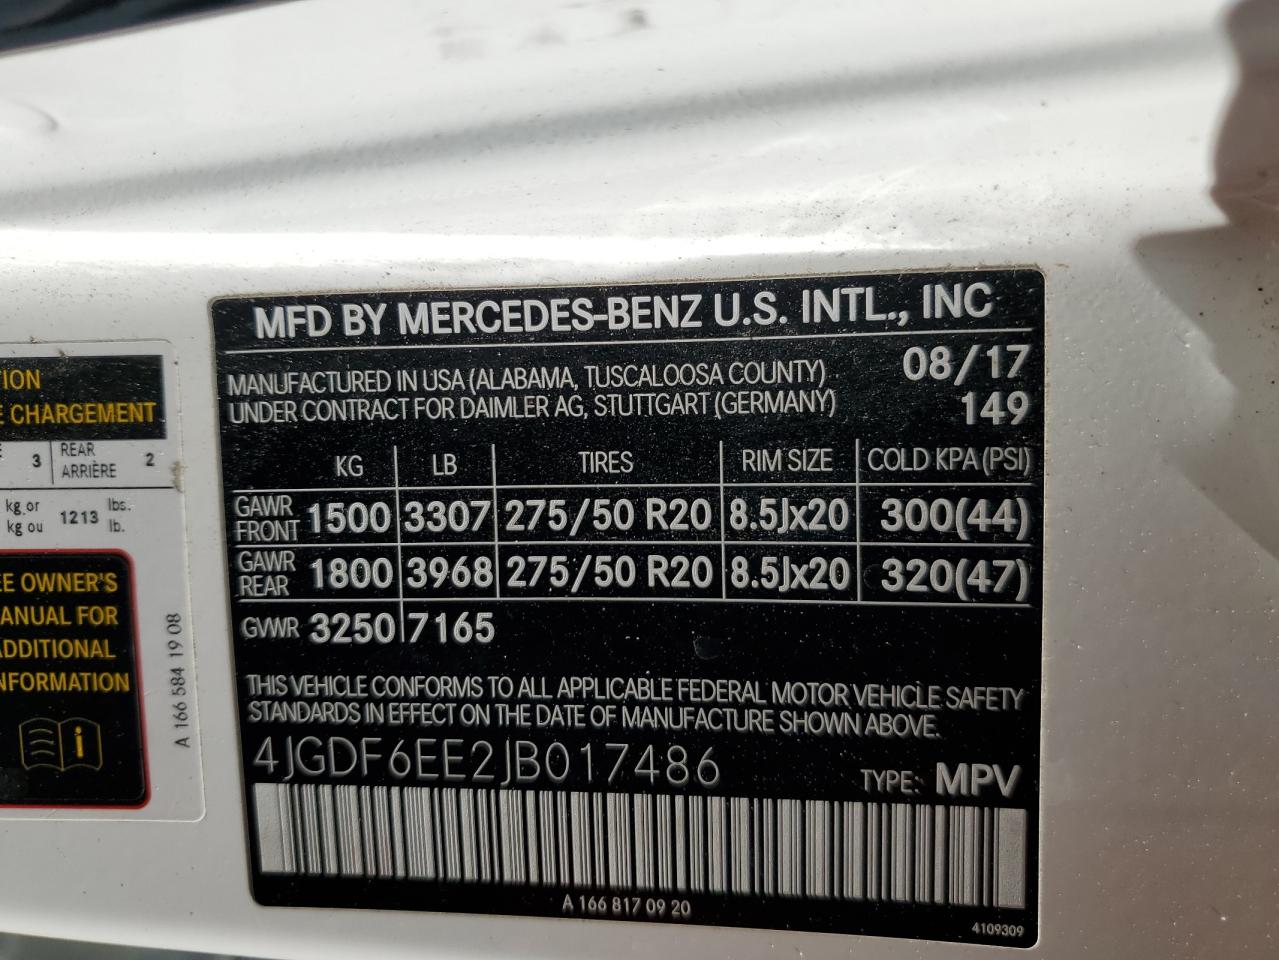 MFD BY MERCEDES-BENZ U.S. INTL., INC
MANUFACTURED IN USA (ALABAMA, TUSCALOOSA COUNTY) 08/17
UNDER CONTRACT FOR DAIMLER AG, STUTTGART (GERMANY) 149
KG LB TIRES RIM SIZE COLD KPA (PSI)
GAWR FRONT 1500 3307 275/50 R20 8.5Jx20 300(44)
GAWR REAR 1800 3968 275/50 R20 8.5Jx20 320(47)
GVWR 3250 7165
THIS VEHICLE CONFORMS TO ALL APPLICABLE FEDERAL MOTOR VEHICLE SAFETY
STANDARDS IN EFFECT ON THE DATE OF MANUFACTURE SHOWN ABOVE.
4JGDF6EE2JB017486 TYPE: MPV
A 166 817 09 20
4109309
CHARGEMENT
3 REAR
ARRIÈRE 2
kg. or lbs.
kg ou 1213 lb.
OWNER'S
FOR
A 166 584 19 08